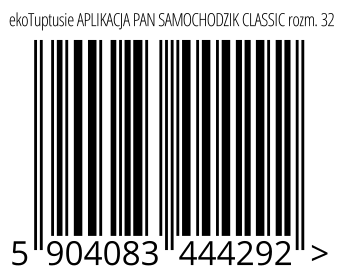 ekoTuptusie APLIKACJA PAN SAMOCHODZIK CLASSIC rozm. 32
5 904083 444292 >